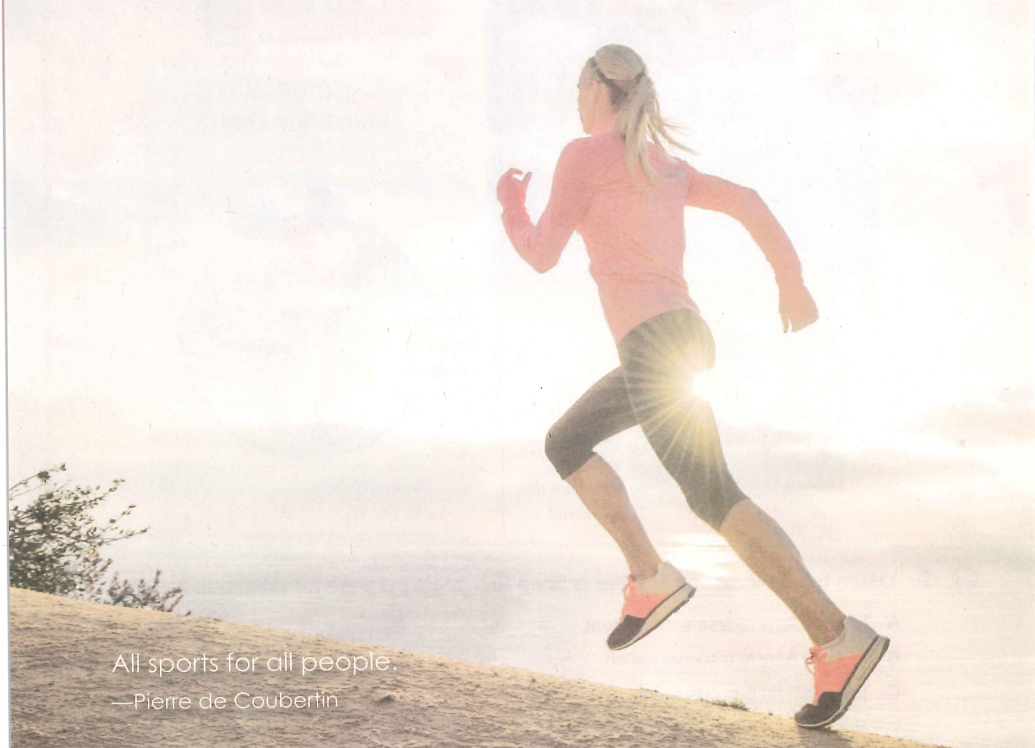 All sports for all people.
—Pierre de Coubertin